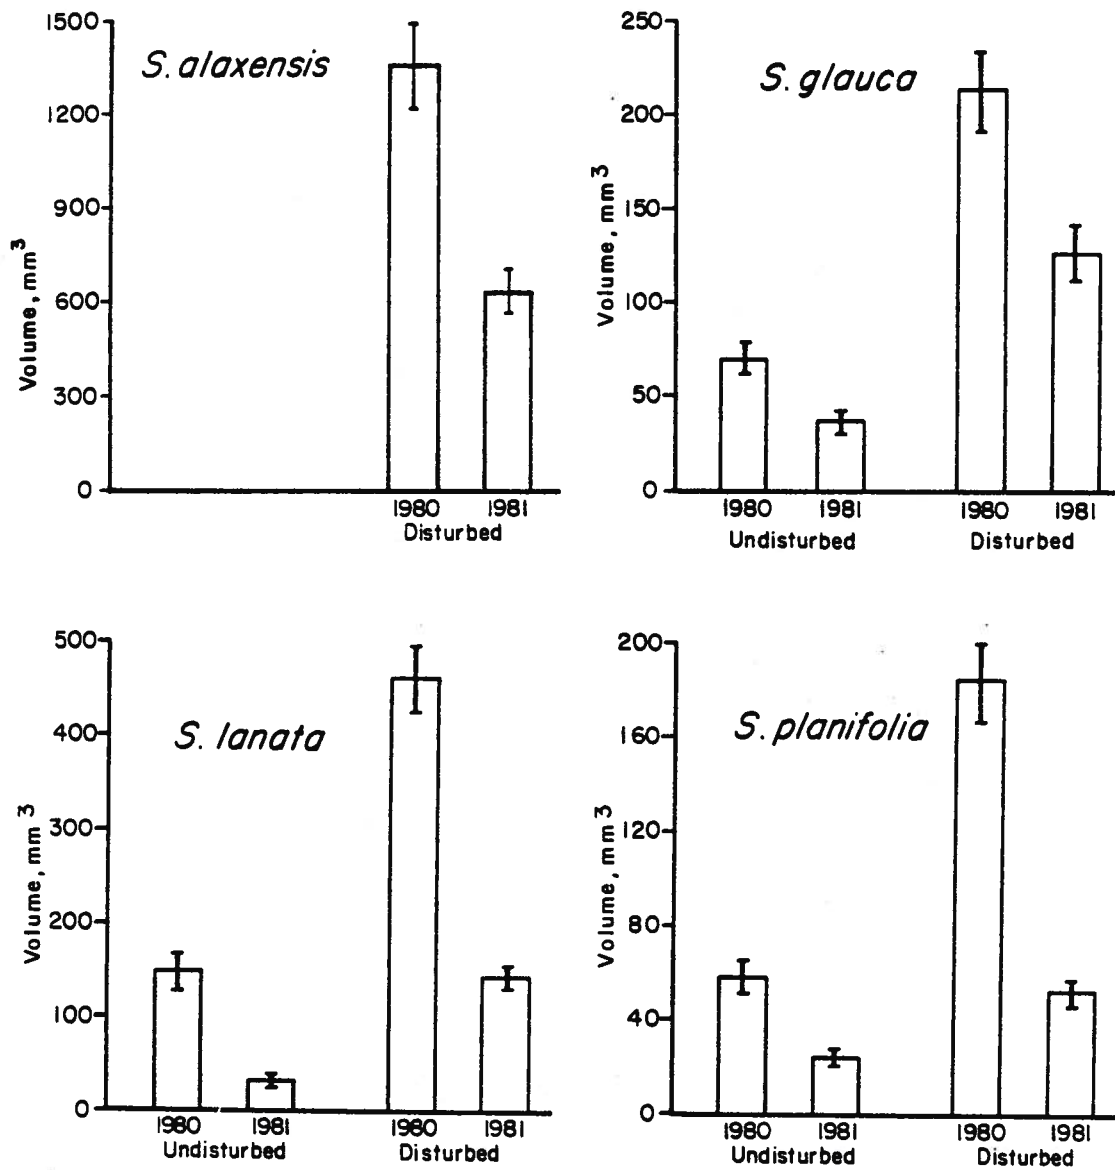 S. alaxensis
Volume, mm³
1500
1200
900
600
300
0
1980 1981
Disturbed
S. glauca
Volume, mm³
250
200
150
100
50
0
1980 1981 1980 1981
Undisturbed Disturbed
S. lanata
Volume, mm³
500
400
300
200
100
0
1980 1981 1980 1981
Undisturbed Disturbed
S. planifolia
Volume, mm³
200
160
120
80
40
0
1980 1981 1980 1981
Undisturbed Disturbed